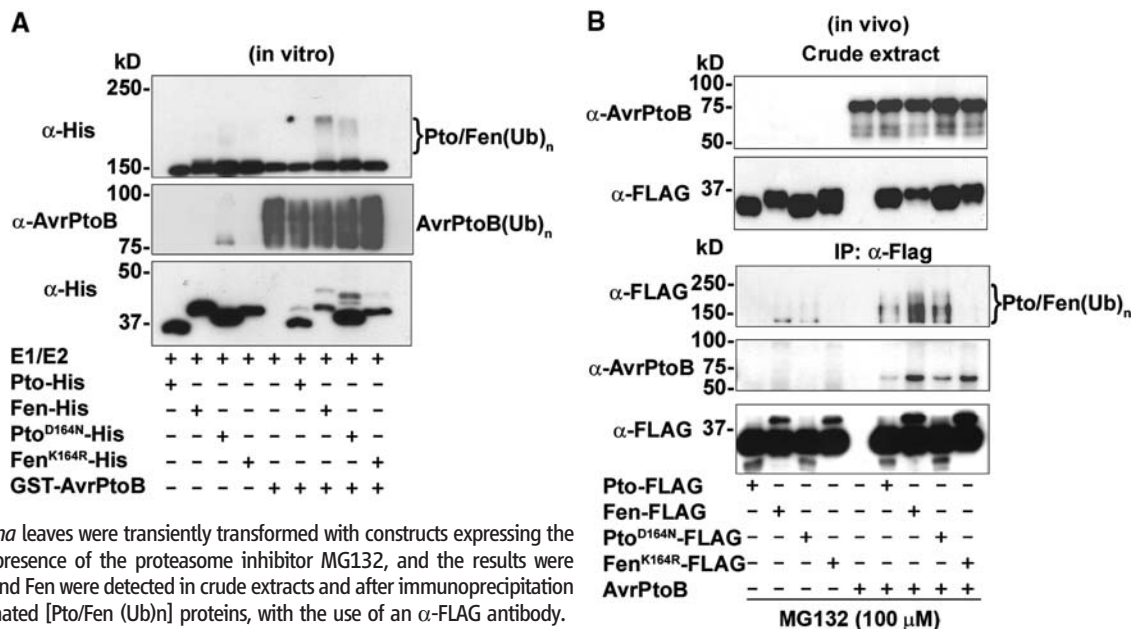 A
(in vitro)
kD
250-
α-His
Pto/Fen(Ub)n
150-
100-
α-AvrPtoB
AvrPtoB(Ub)n
75-
50-
α-His
37-
E1/E2 + + + + + + + + +
Pto-His + – – – – + – – –
Fen-His – + – – – – + – –
PtoD164N-His – – + – – – – + –
FenK164R-His – – – + – – – – +
GST-AvrPtoB – – – – + + + + +
na leaves were transiently transformed with constructs expressing the
presence of the proteasome inhibitor MG132, and the results were
nd Fen were detected in crude extracts and after immunoprecipitation
nated [Pto/Fen (Ub)n] proteins, with the use of an α-FLAG antibody.
B
(in vivo)
Crude extract
kD
100-
α-AvrPtoB
75-
50-
α-FLAG
37-
kD
IP: α-Flag
250-
α-FLAG
150-
Pto/Fen(Ub)n
100-
α-AvrPtoB
75-
50-
α-FLAG
37-
Pto-FLAG + – – – – + – – –
Fen-FLAG – + – – – – + – –
PtoD164N-FLAG – – + – – – – + –
FenK164R-FLAG – – – + – – – – +
AvrPtoB – – – – + + + + +
MG132 (100 μM)